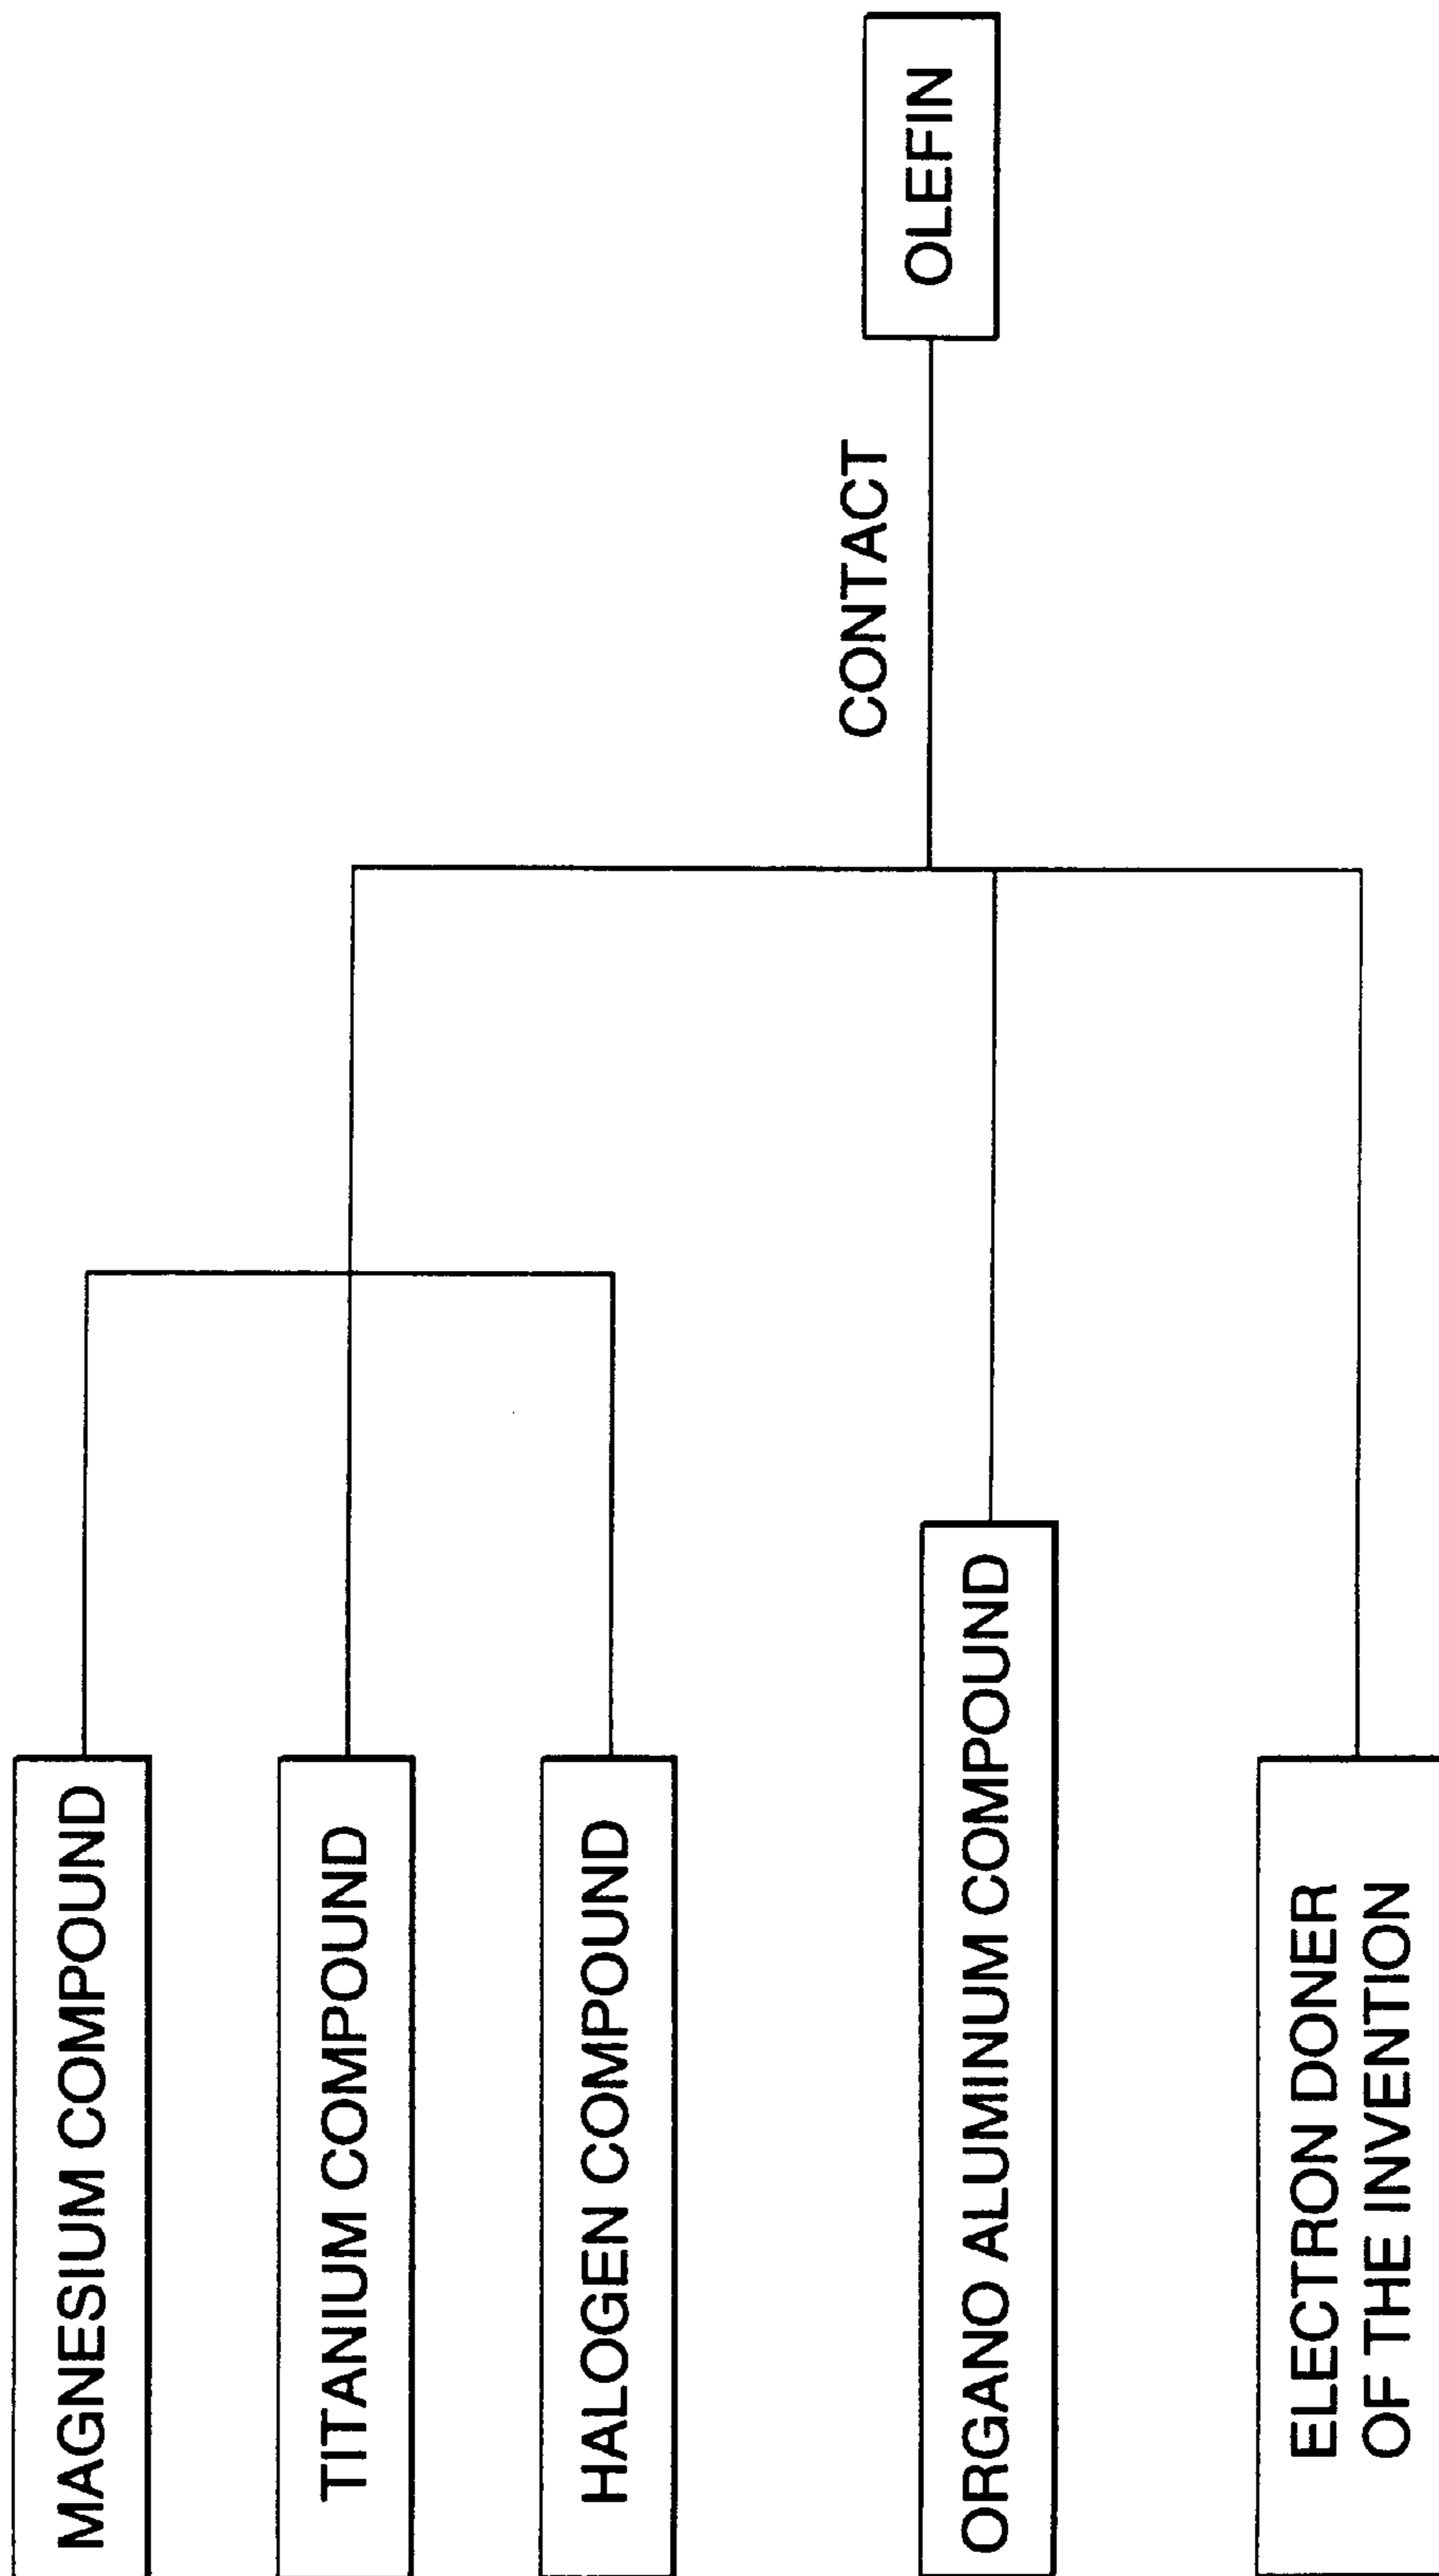 MAGNESIUM COMPOUND
TITANIUM COMPOUND
HALOGEN COMPOUND
ORGANO ALUMINUM COMPOUND
ELECTRON DONER
OF THE INVENTION
CONTACT
OLEFIN